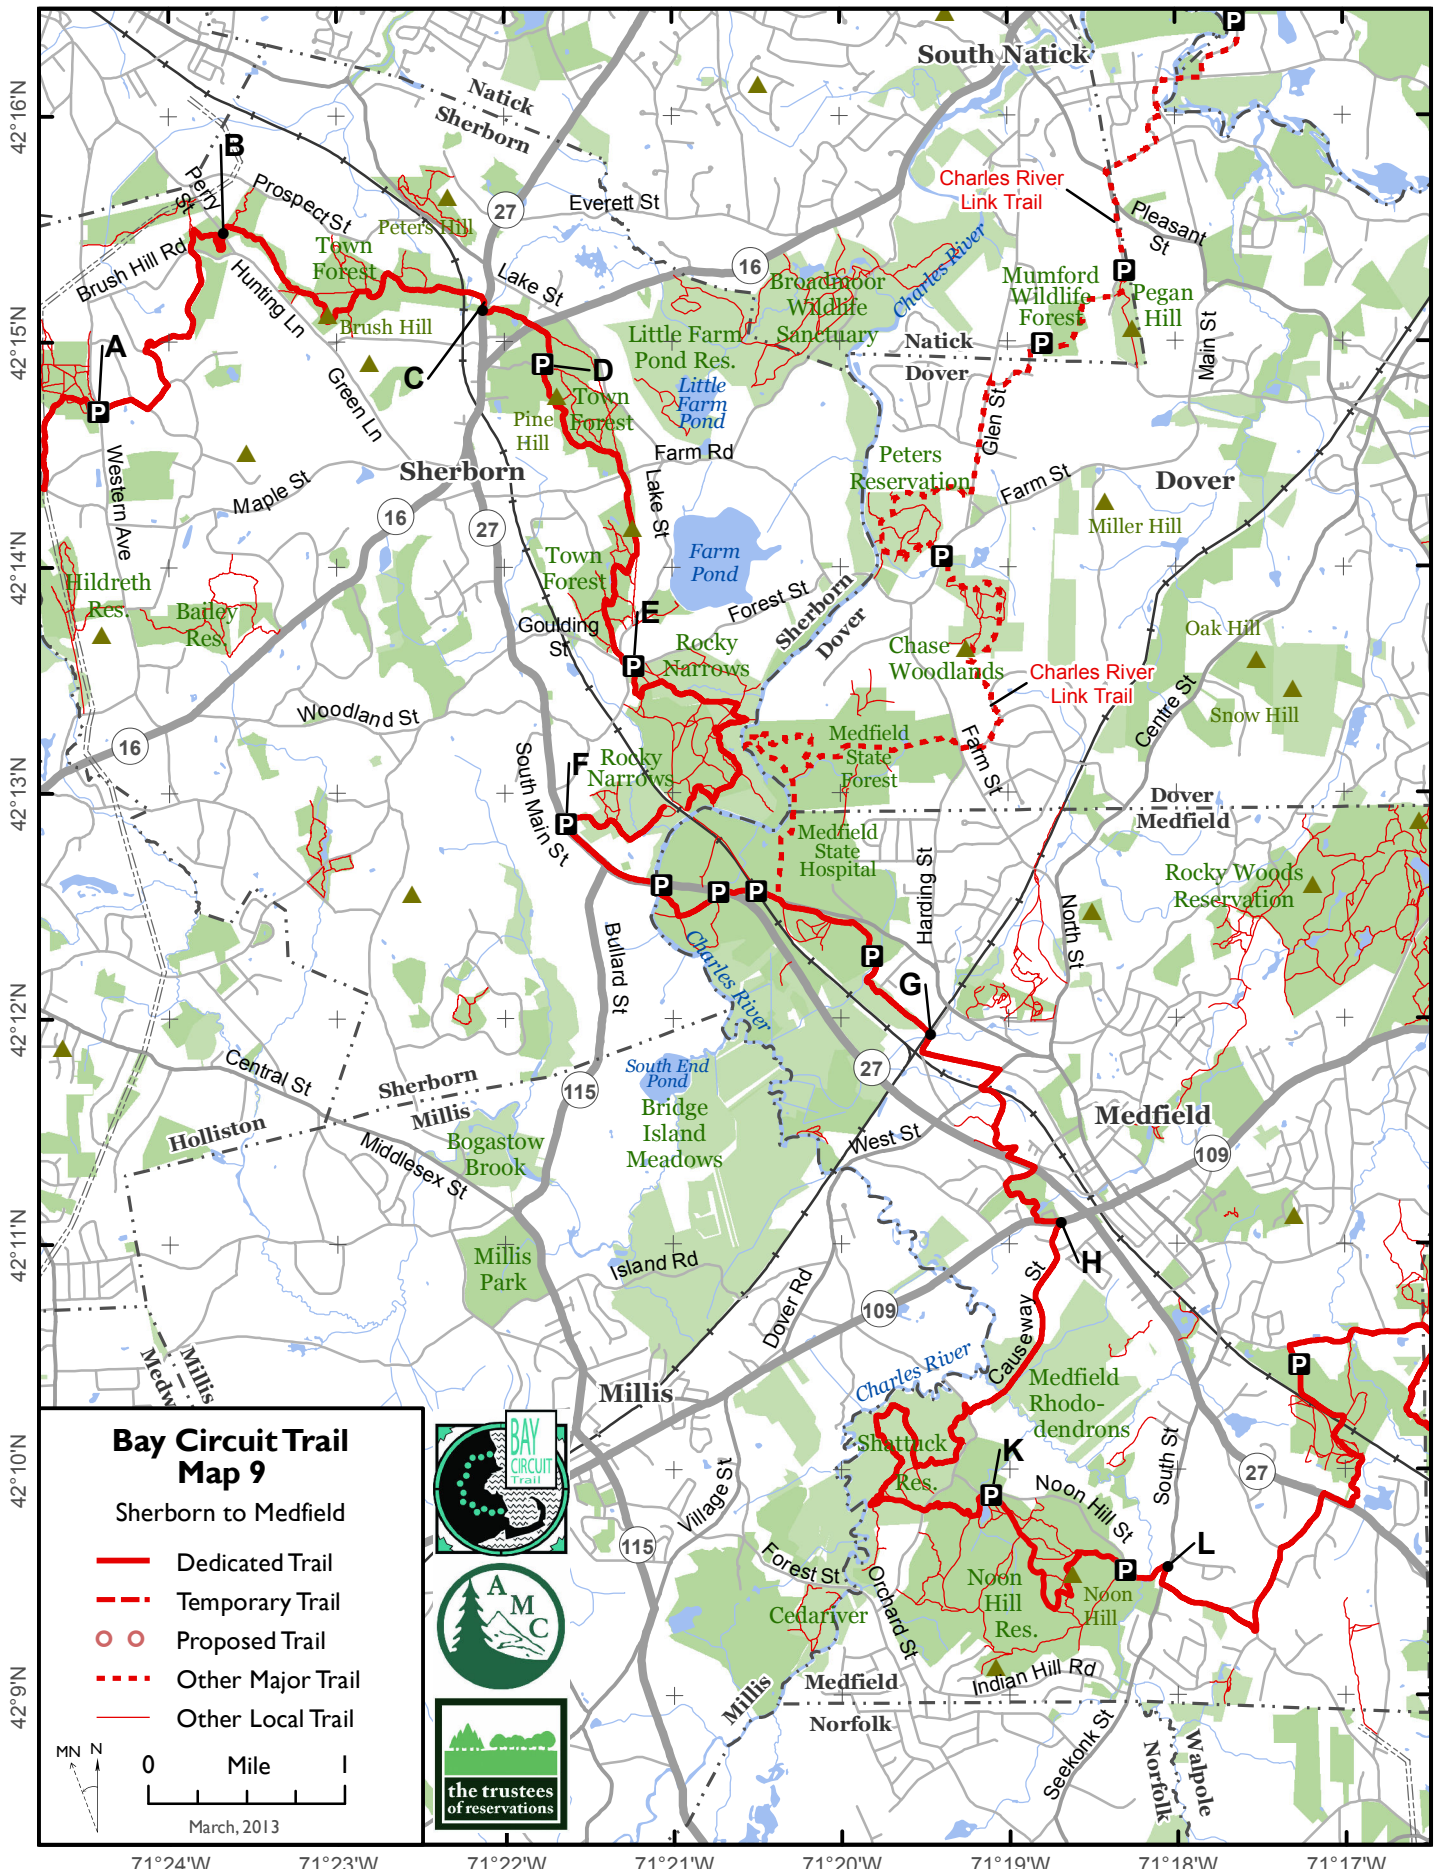 P
South Natick
42°16'N
Natick
Sherborn
B
Perry
St
Prospect St
27
Everett St
Peters Hill
Charles River
Link Trail
Pleasant
St
Brush Hill Rd
Town
Forest
Hunting Ln
Lake St
16
Broadmoor
Wildlife
Sanctuary
Charles River
Mumford
Wildlife
Forest
P
Pegan
Hill
Main St
42°15'N
A
Brush Hill
Little Farm
Pond Res.
Natick
Dover
P
C
P
D
Green Ln
Pine
Hill
Town
Forest
Little
Farm
Pond
Glen St
P
Western Ave
Sherborn
Farm Rd
Peters
Reservation
Farm St
Dover
Maple St
16
27
Lake St
Miller Hill
42°14'N
Town
Forest
Farm
Pond
P
Hildreth
Res.
Bailey
Res.
Goulding
St
E
Forest St
Sherborn
Dover
Oak Hill
P
Rocky
Narrows
Chase
Woodlands
Charles River
Link Trail
Snow Hill
Woodland St
16
Centre St
42°13'N
South Main St
F
Rocky
Narrows
Medfield
State
Forest
Farm St
P
Dover
Medfield
Medfield
State
Hospital
Harding St
Rocky Woods
Reservation
P
P
P
North St
Bullard St
Charles River
P
G
42°12'N
Central St
Sherborn
Millis
115
South End
Pond
27
Bridge
Island
Meadows
Medfield
Holliston
Bogastow
Brook
West St
109
Middlesex St
42°11'N
Millis
Park
Island Rd
Dover Rd
H
109
Causeway St
Millis
Medw
Charles River
Medfield
Rhodo-
dendrons
P
Millis
Bay Circuit Trail
Map 9
Sherborn to Medfield
Dedicated Trail
Temporary Trail
Proposed Trail
Other Major Trail
Other Local Trail
MN N
0 Mile 1
March, 2013
BAY
CIRCUIT
Trail
A
M
C
the trustees
of reservations
42°10'N
Shattuck
Res.
K
P
South St
27
Village St
Noon Hill St
115
Forest St
L
P
Noon
Hill
Res.
Noon
Hill
Cedariver
Orchard St
42°9'N
Millis
Medfield
Norfolk
Indian Hill Rd
Seekonk St
Norfolk
Walpole
71°24'W
71°23'W
71°22'W
71°21'W
71°20'W
71°19'W
71°18'W
71°17'W